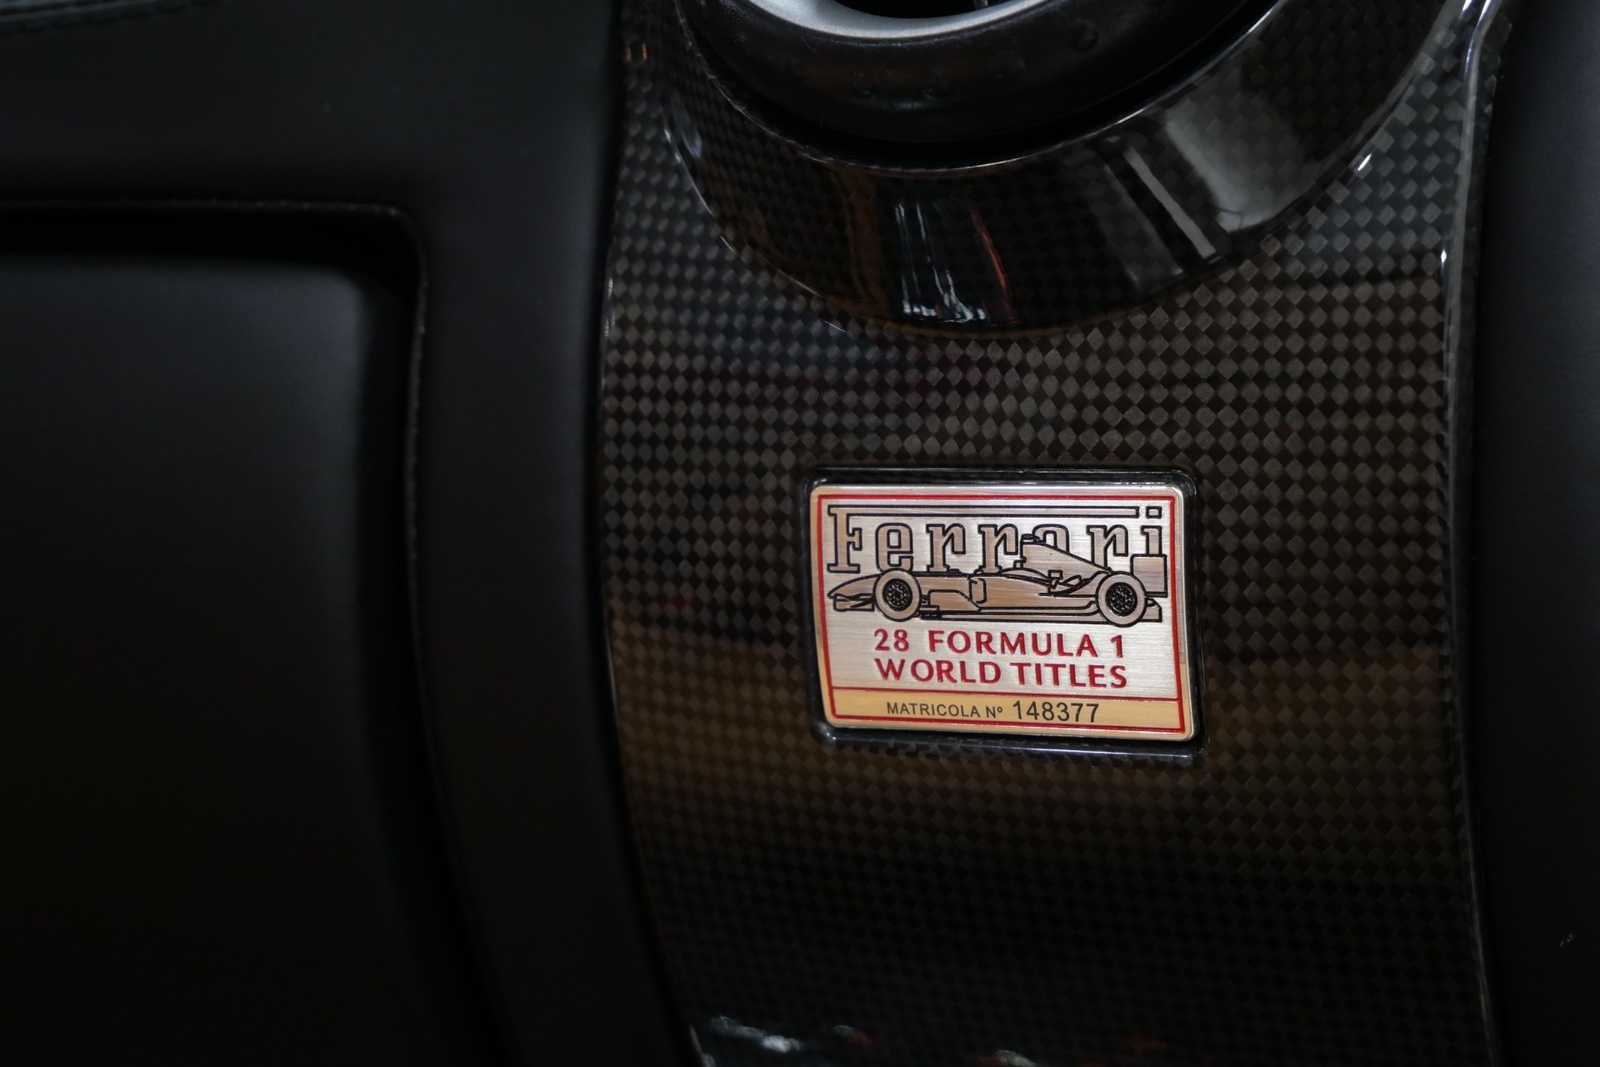 Ferrari
28 FORMULA 1
WORLD TITLES
MATRICOLA Nº 148377